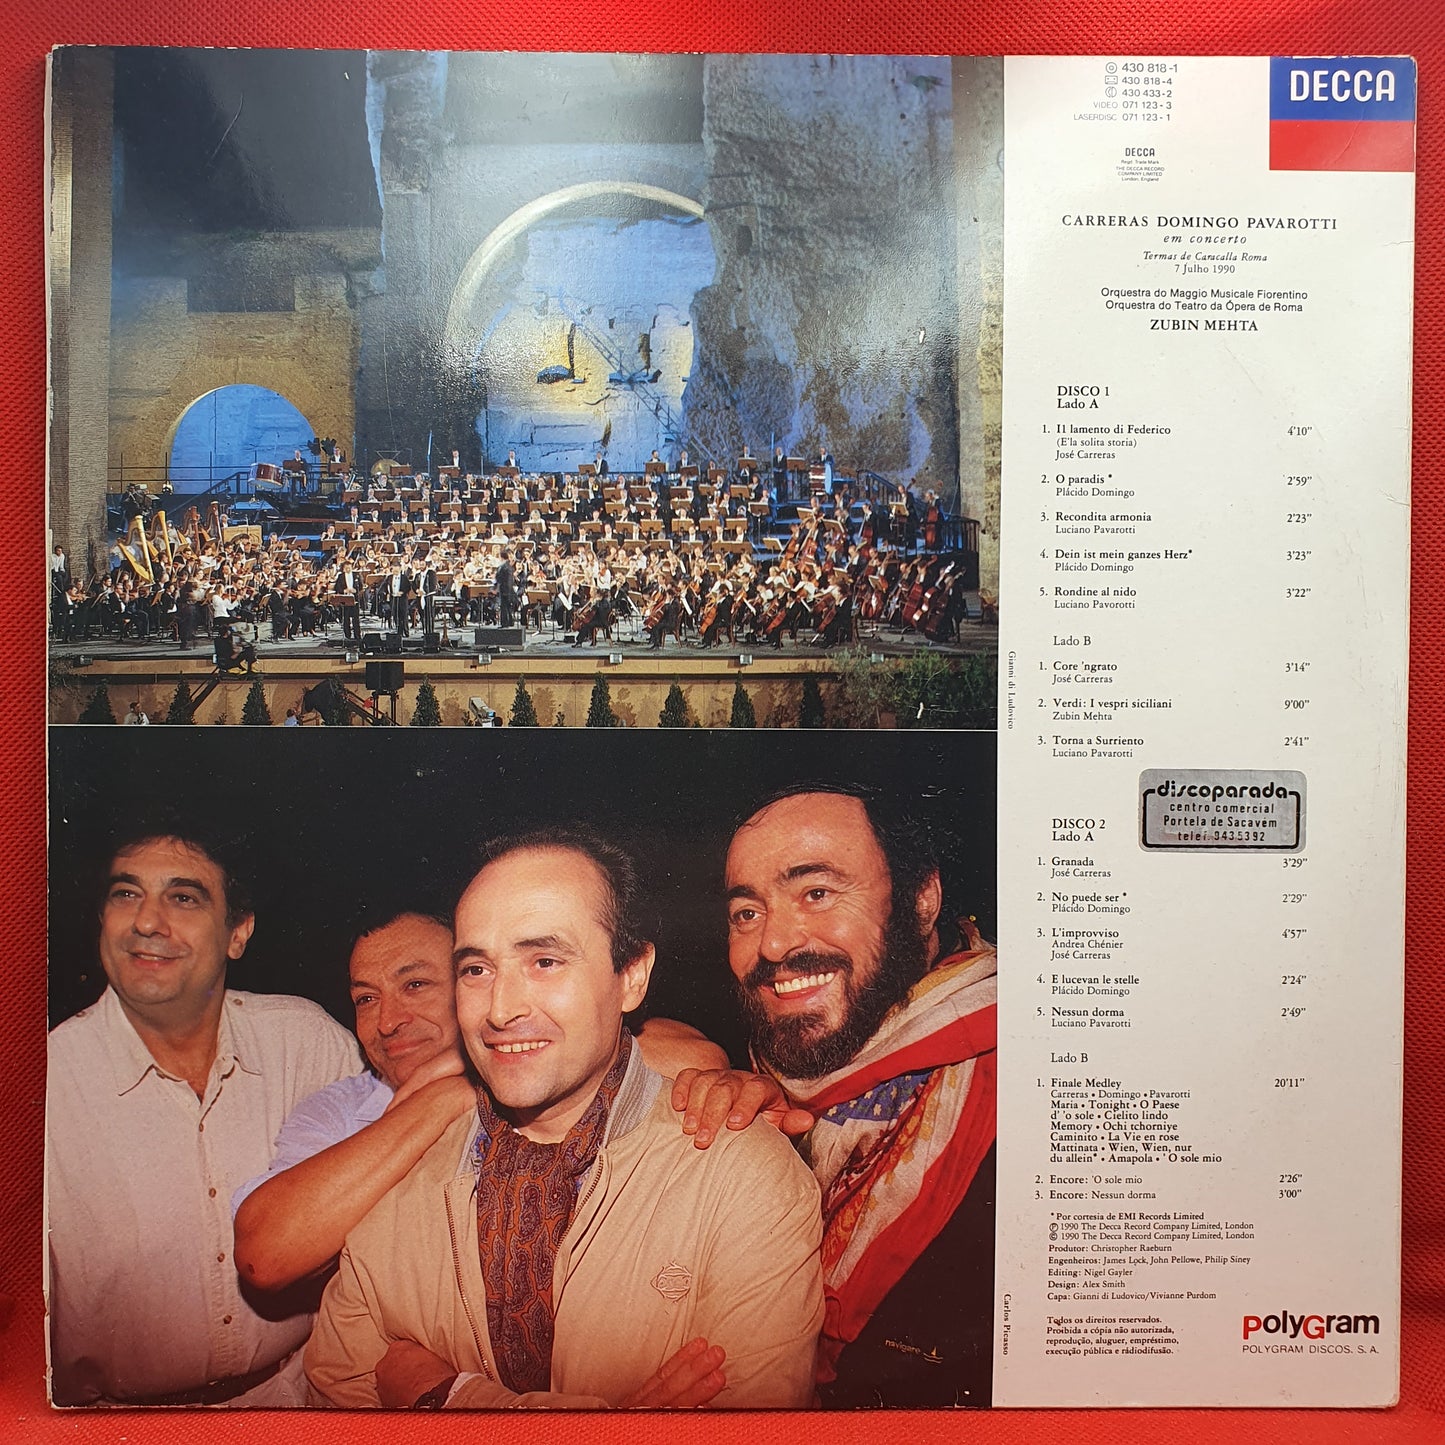 430 818-1
430 818-4
430 433-2
VIDEO 071 123-3
LASERDISC 071 123-1
DECCA
DECCA
Regd. Trade Mark
THE DECCA RECORD
COMPANY LIMITED
London, England
CARRERAS DOMINGO PAVAROTTI
em concerto
Termas de Caracalla Roma
7 Julho 1990
Orquestra do Maggio Musicale Fiorentino
Orquestra do Teatro da Ópera de Roma
ZUBIN MEHTA
DISCO 1
Lado A
1. Il lamento di Federico 4'10"
(E'la solita storia)
José Carreras
2. O paradis * 2'59"
Plácido Domingo
3. Recondita armonia 2'23"
Luciano Pavarotti
4. Dein ist mein ganzes Herz* 3'23"
Plácido Domingo
5. Rondine al nido 3'22"
Luciano Pavorotti
Lado B
1. Core 'ngrato 3'14"
José Carreras
2. Verdi: I vespri siciliani 9'00"
Zubin Mehta
3. Torna a Surriento 2'41"
Luciano Pavarotti
discoparada
centro comercial
Portela de Sacavém
telef. 9435392
DISCO 2
Lado A
1. Granada 3'29"
José Carreras
2. No puede ser * 2'29"
Plácido Domingo
3. L'improvviso 4'57"
Andrea Chénier
José Carreras
4. E lucevan le stelle 2'24"
Plácido Domingo
5. Nessun dorma 2'49"
Luciano Pavarotti
Lado B
1. Finale Medley 20'11"
Carreras • Domingo • Pavarotti
Maria • Tonight • O Paese
d' 'o sole • Cielito lindo
Memory • Ochi tchorniye
Caminito • La Vie en rose
Mattinata • Wien, Wien, nur
du allein* • Amapola • 'O sole mio
2. Encore: 'O sole mio 2'26"
3. Encore: Nessun dorma 3'00"
* Por cortesia de EMI Records Limited
℗ 1990 The Decca Record Company Limited, London
© 1990 The Decca Record Company Limited, London
Produtor: Christopher Raeburn
Engenheiros: James Lock, John Pellowe, Philip Siney
Editing: Nigel Gayler
Design: Alex Smith
Capa: Gianni di Ludovico/Vivianne Purdom
Todos os direitos reservados.
Proibida a cópia não autorizada,
reprodução, aluguer, empréstimo,
execução pública e rádiodifusão.
PolyGram
POLYGRAM DISCOS. S. A.
Gianni di Ludovico
Carlos Picasso
navigare